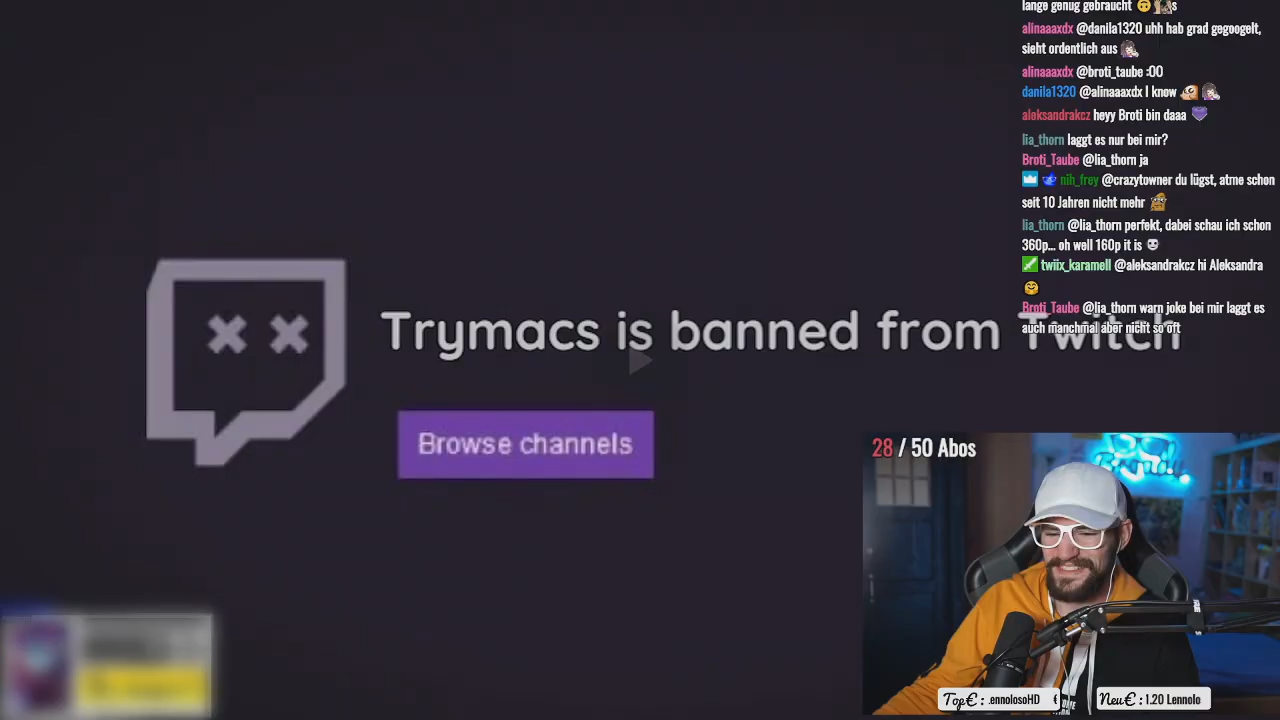 lange genug gebraucht
alinaaaxdx @danila1320 uhh hab grad gegoogelt,
sieht ordentlich aus
alinaaaxdx @broti_taube :00
danila1320 @alinaaaxdx I know
aleksandrakcz heyy Broti bin daaa
lia_thorn laggt es nur bei mir?
Broti_Taube @lia_thorn ja
nih_frey @crazytowner du lügst, atme schon
seit 10 Jahren nicht mehr
lia_thorn @lia_thorn perfekt, dabei schau ich schon
360p... oh well 160p it is
twiix_karamell @aleksandrakcz hi Aleksandra
Broti_Taube @lia_thorn warn joke bei mir laggt es
auch manchmal aber nicht so oft
Trymacs is banned from Twitch
Browse channels
28 / 50 Abos
Top€ : .ennolosoHD €
Neu€ : 1.20 Lennolo